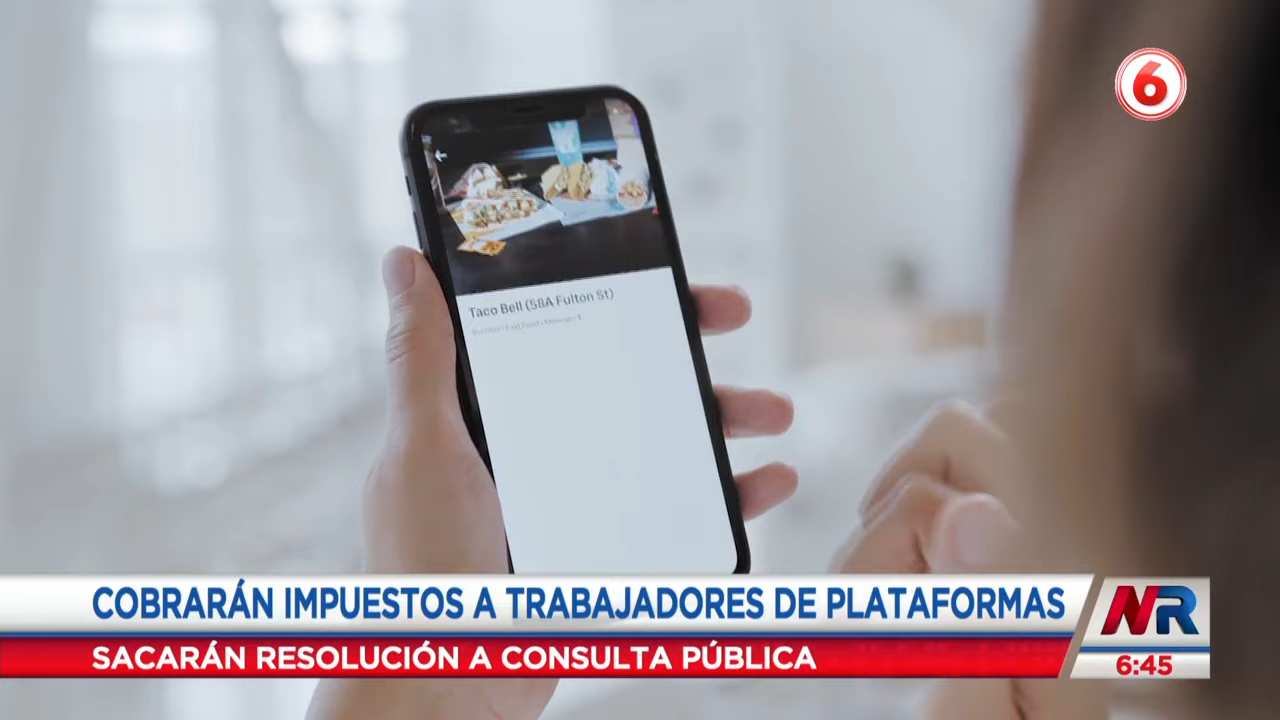 6
Taco Bell (58A Fulton St)
COBRARÁN IMPUESTOS A TRABAJADORES DE PLATAFORMAS
SACARÁN RESOLUCIÓN A CONSULTA PÚBLICA
NR
6:45